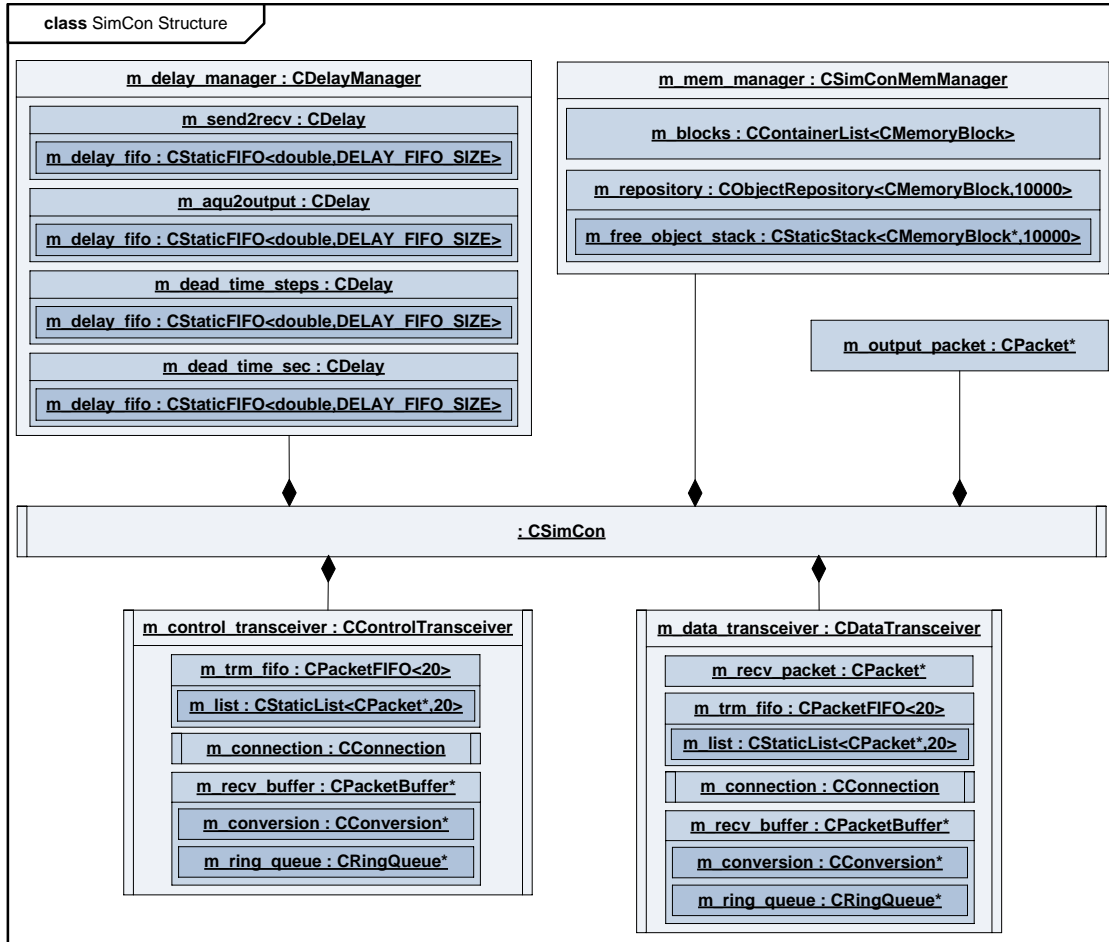 class SimCon Structure
m_delay_manager : CDelayManager
m_send2recv : CDelay
m_delay_fifo : CStaticFIFO<double,DELAY_FIFO_SIZE>
m_aqu2output : CDelay
m_delay_fifo : CStaticFIFO<double,DELAY_FIFO_SIZE>
m_dead_time_steps : CDelay
m_delay_fifo : CStaticFIFO<double,DELAY_FIFO_SIZE>
m_dead_time_sec : CDelay
m_delay_fifo : CStaticFIFO<double,DELAY_FIFO_SIZE>
m_mem_manager : CSimConMemManager
m_blocks : CContainerList<CMemoryBlock>
m_repository : CObjectRepository<CMemoryBlock,10000>
m_free_object_stack : CStaticStack<CMemoryBlock*,10000>
m_output_packet : CPacket*
: CSimCon
m_control_transceiver : CControlTransceiver
m_trm_fifo : CPacketFIFO<20>
m_list : CStaticList<CPacket*,20>
m_connection : CConnection
m_recv_buffer : CPacketBuffer*
m_conversion : CConversion*
m_ring_queue : CRingQueue*
m_data_transceiver : CDataTransceiver
m_recv_packet : CPacket*
m_trm_fifo : CPacketFIFO<20>
m_list : CStaticList<CPacket*,20>
m_connection : CConnection
m_recv_buffer : CPacketBuffer*
m_conversion : CConversion*
m_ring_queue : CRingQueue*